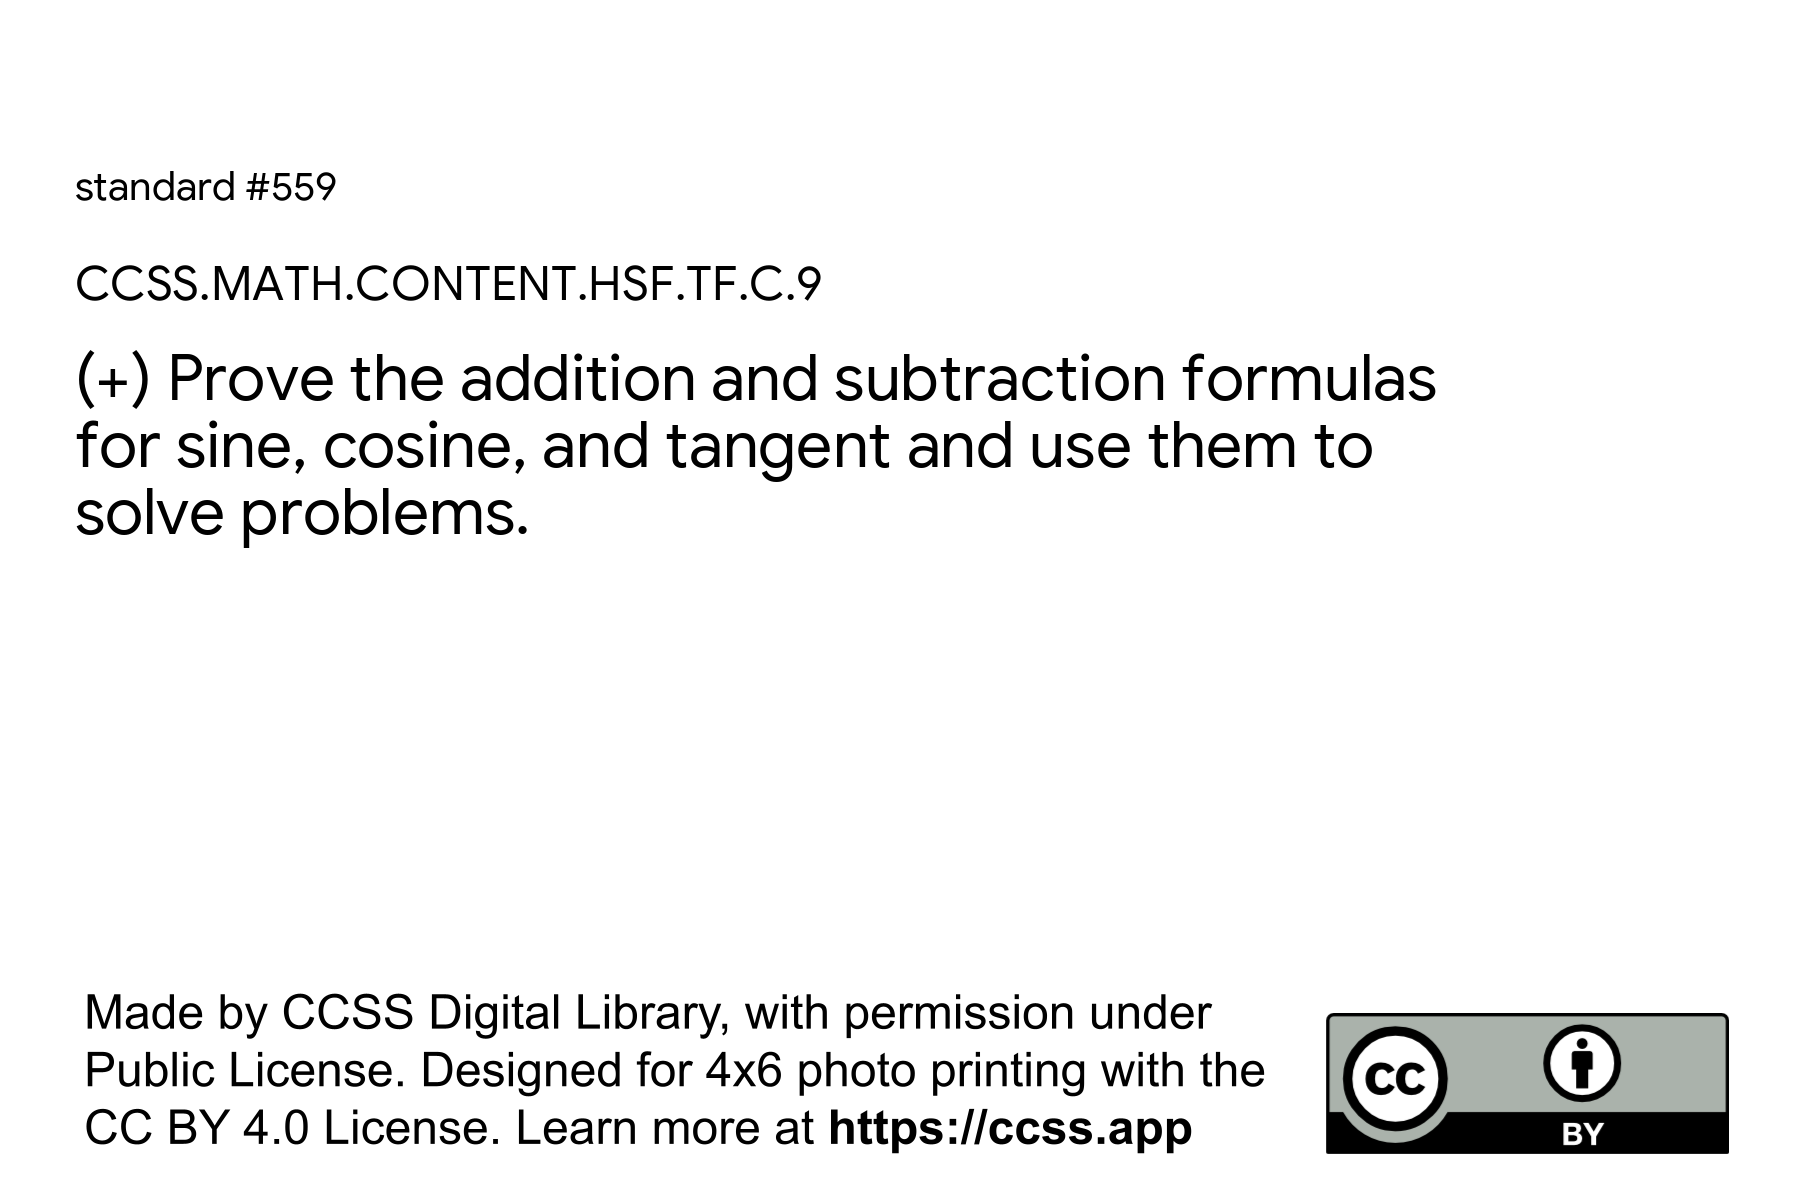 standard #559
CCSS.MATH.CONTENT.HSF.TF.C.9
(+) Prove the addition and subtraction formulas
for sine, cosine, and tangent and use them to
solve problems.
Made by CCSS Digital Library, with permission under
Public License. Designed for 4x6 photo printing with the
CC BY 4.0 License. Learn more at https://ccss.app
CC
BY